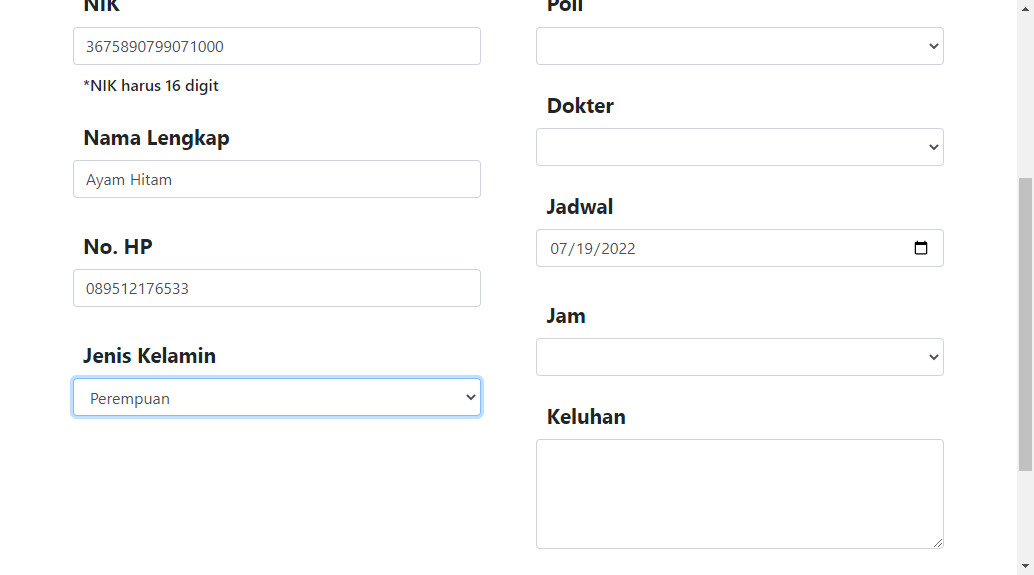 NIK
3675890799071000
*NIK harus 16 digit
Nama Lengkap
Ayam Hitam
No. HP
089512176533
Jenis Kelamin
Perempuan
Poli
Dokter
Jadwal
07/19/2022
Jam
Keluhan